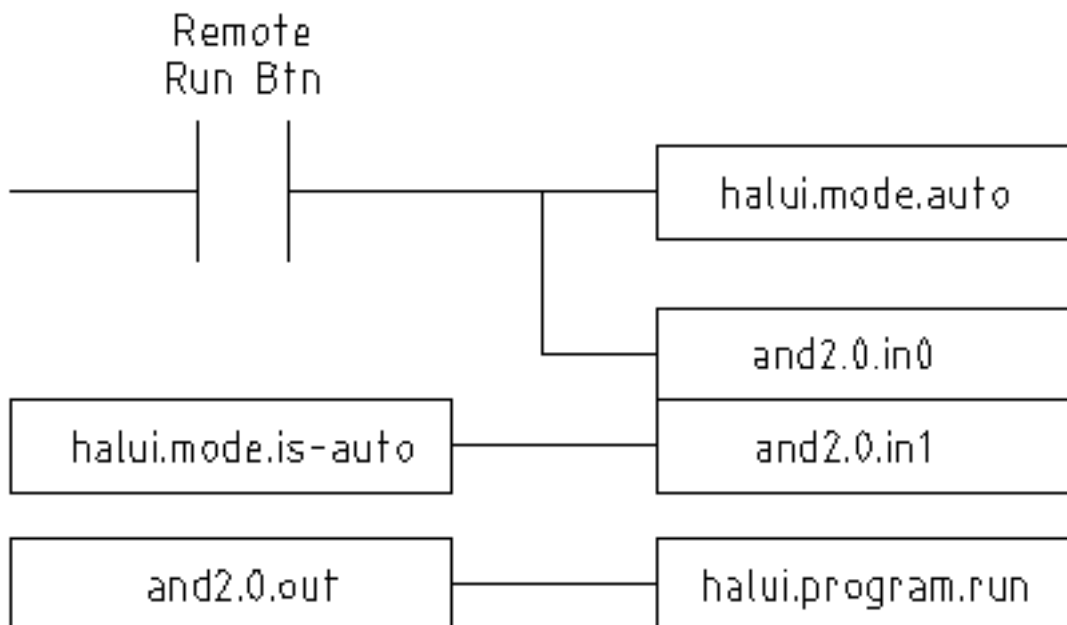 Remote
Run Btn
halui.mode.auto
and2.0.in0
halui.mode.is-auto
and2.0.in1
and2.0.out
halui.program.run